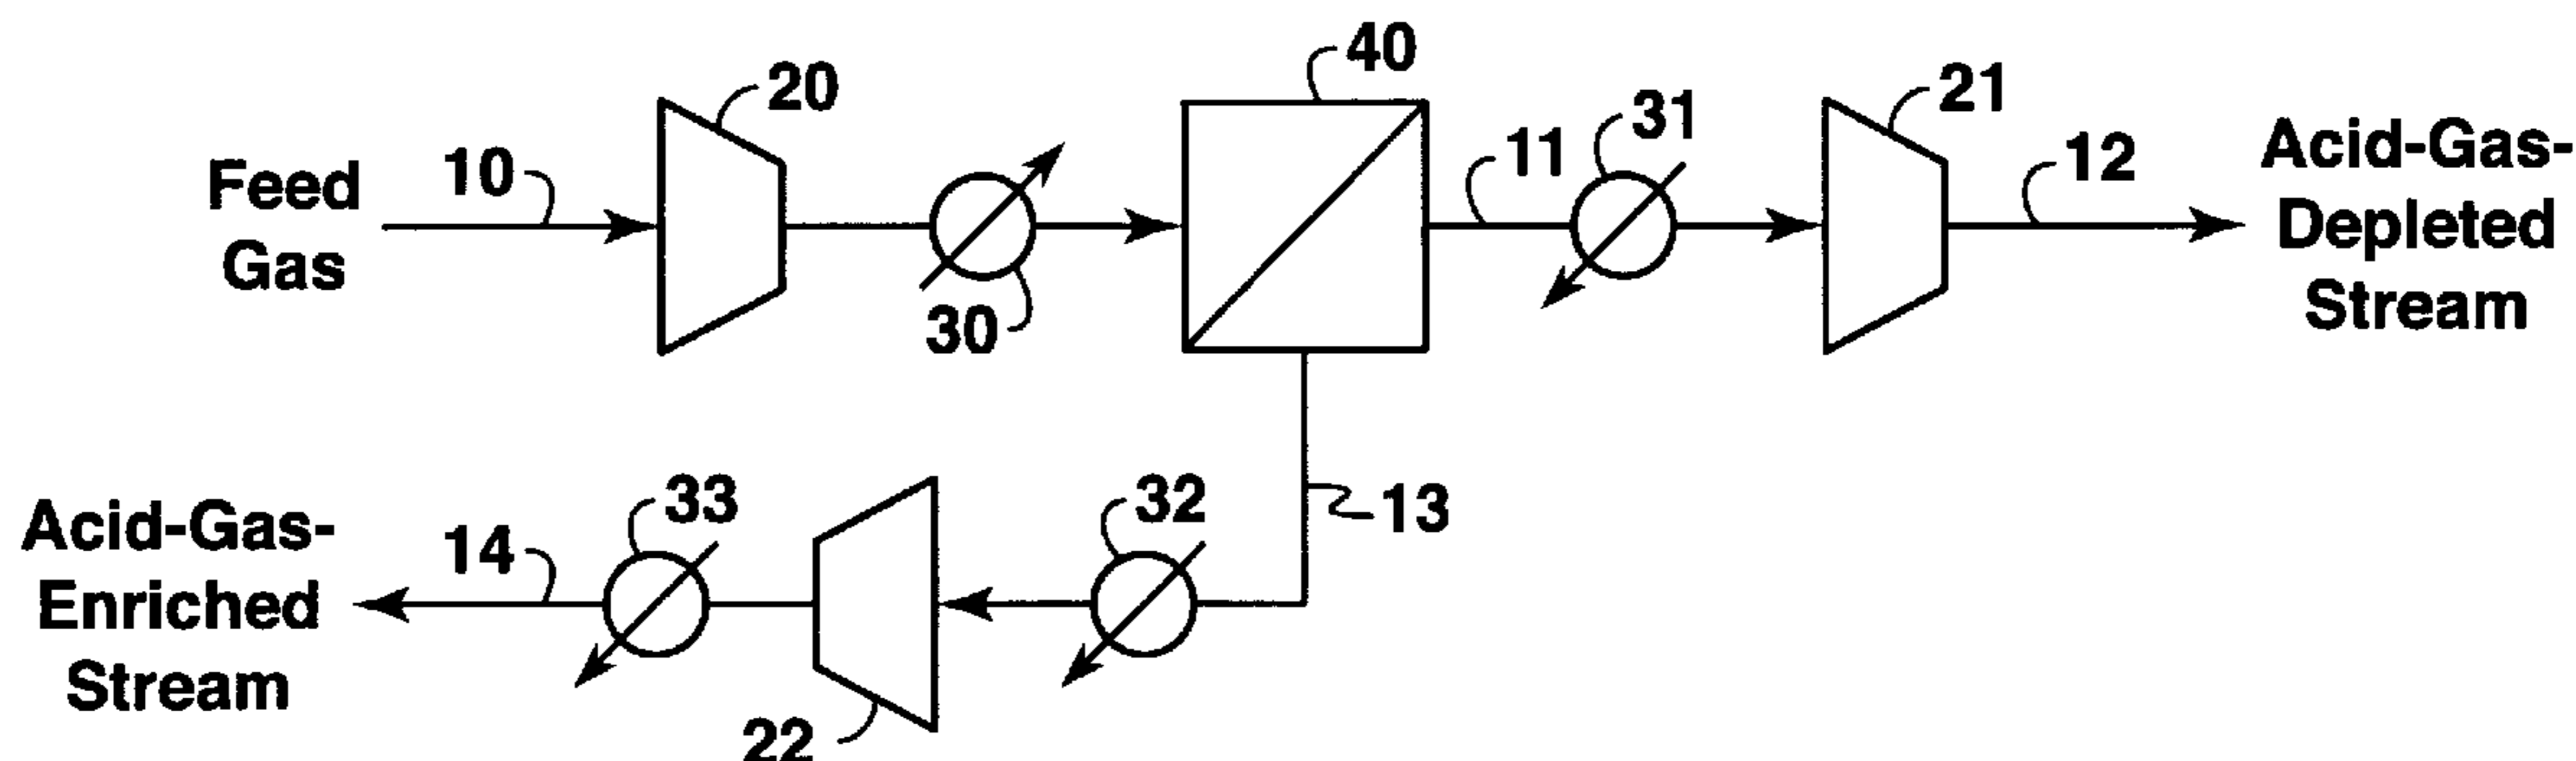 40
20
31
21
Feed
Gas
10
11
12
Acid-Gas-
Depleted
Stream
30
Acid-Gas-
Enriched
Stream
14
33
32
13
22